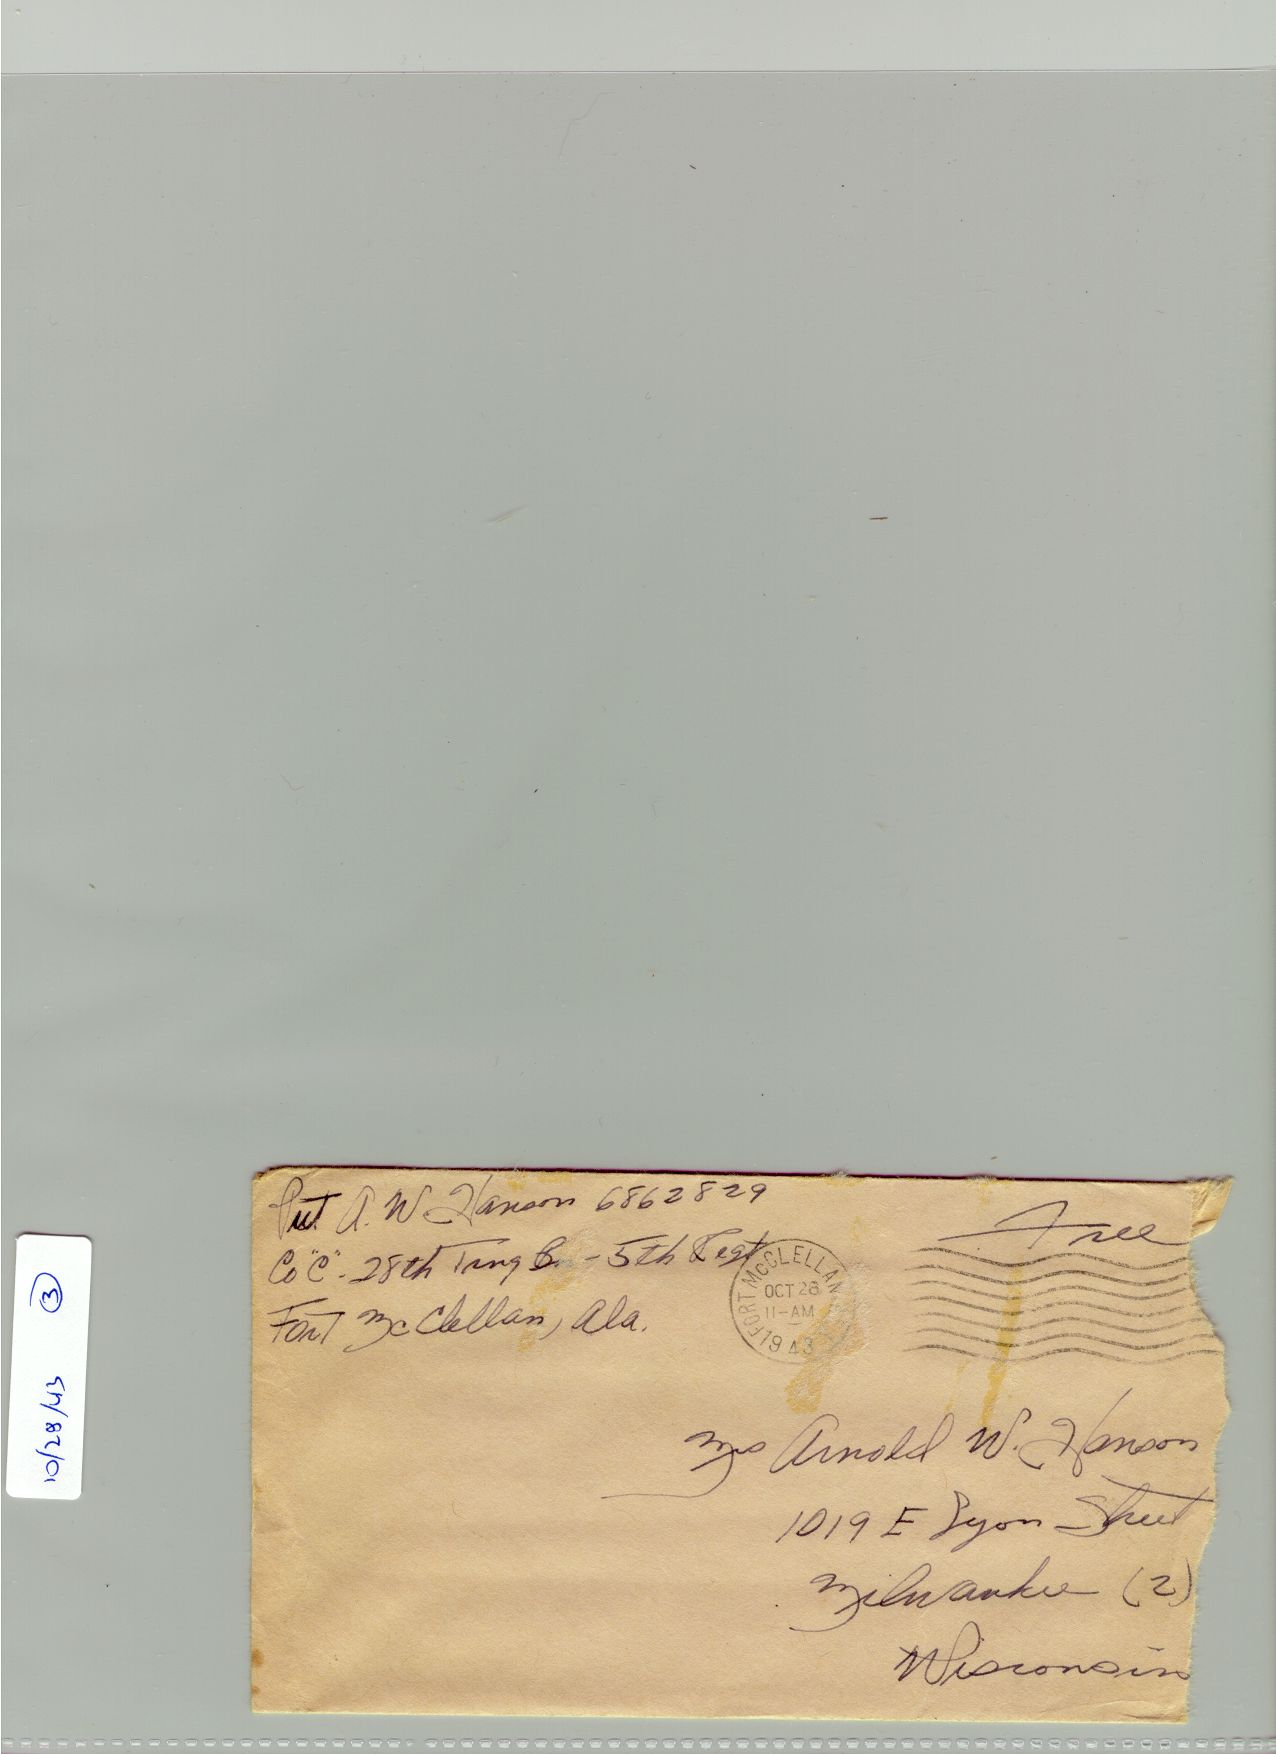 Pvt A. W. Hanson 6862829
Co "C" - 28th Trng Bn - 5th Regt
Fort McClellan, Ala.
Free
FORT McCLELLAN
OCT 26
11-AM
1943
Mrs Arnold W. Hanson
1019 E Lyon Street
Milwaukee (2)
Wisconsin
10/28/43 3